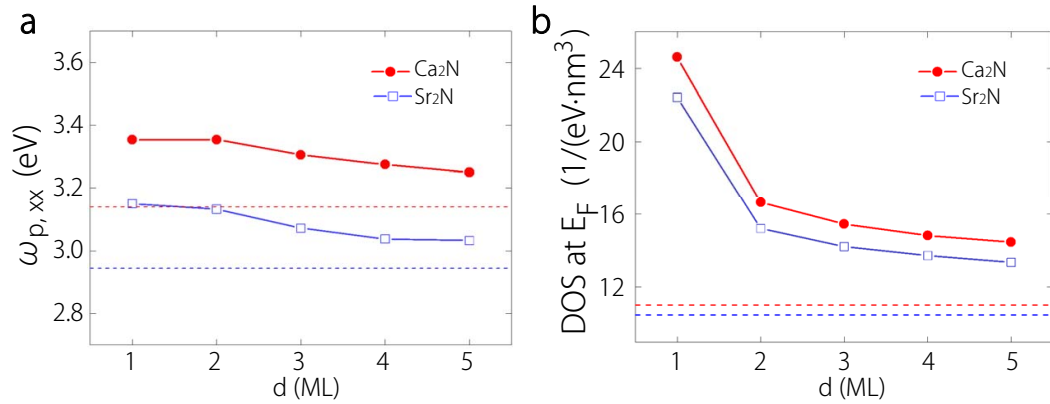 a
3.6
3.4
3.2
3.0
2.8
ωp, xx (eV)
Ca2N
Sr2N
1 2 3 4 5
d (ML)
b
24
20
16
12
DOS at EF (1/(eV·nm³)
Ca2N
Sr2N
1 2 3 4 5
d (ML)